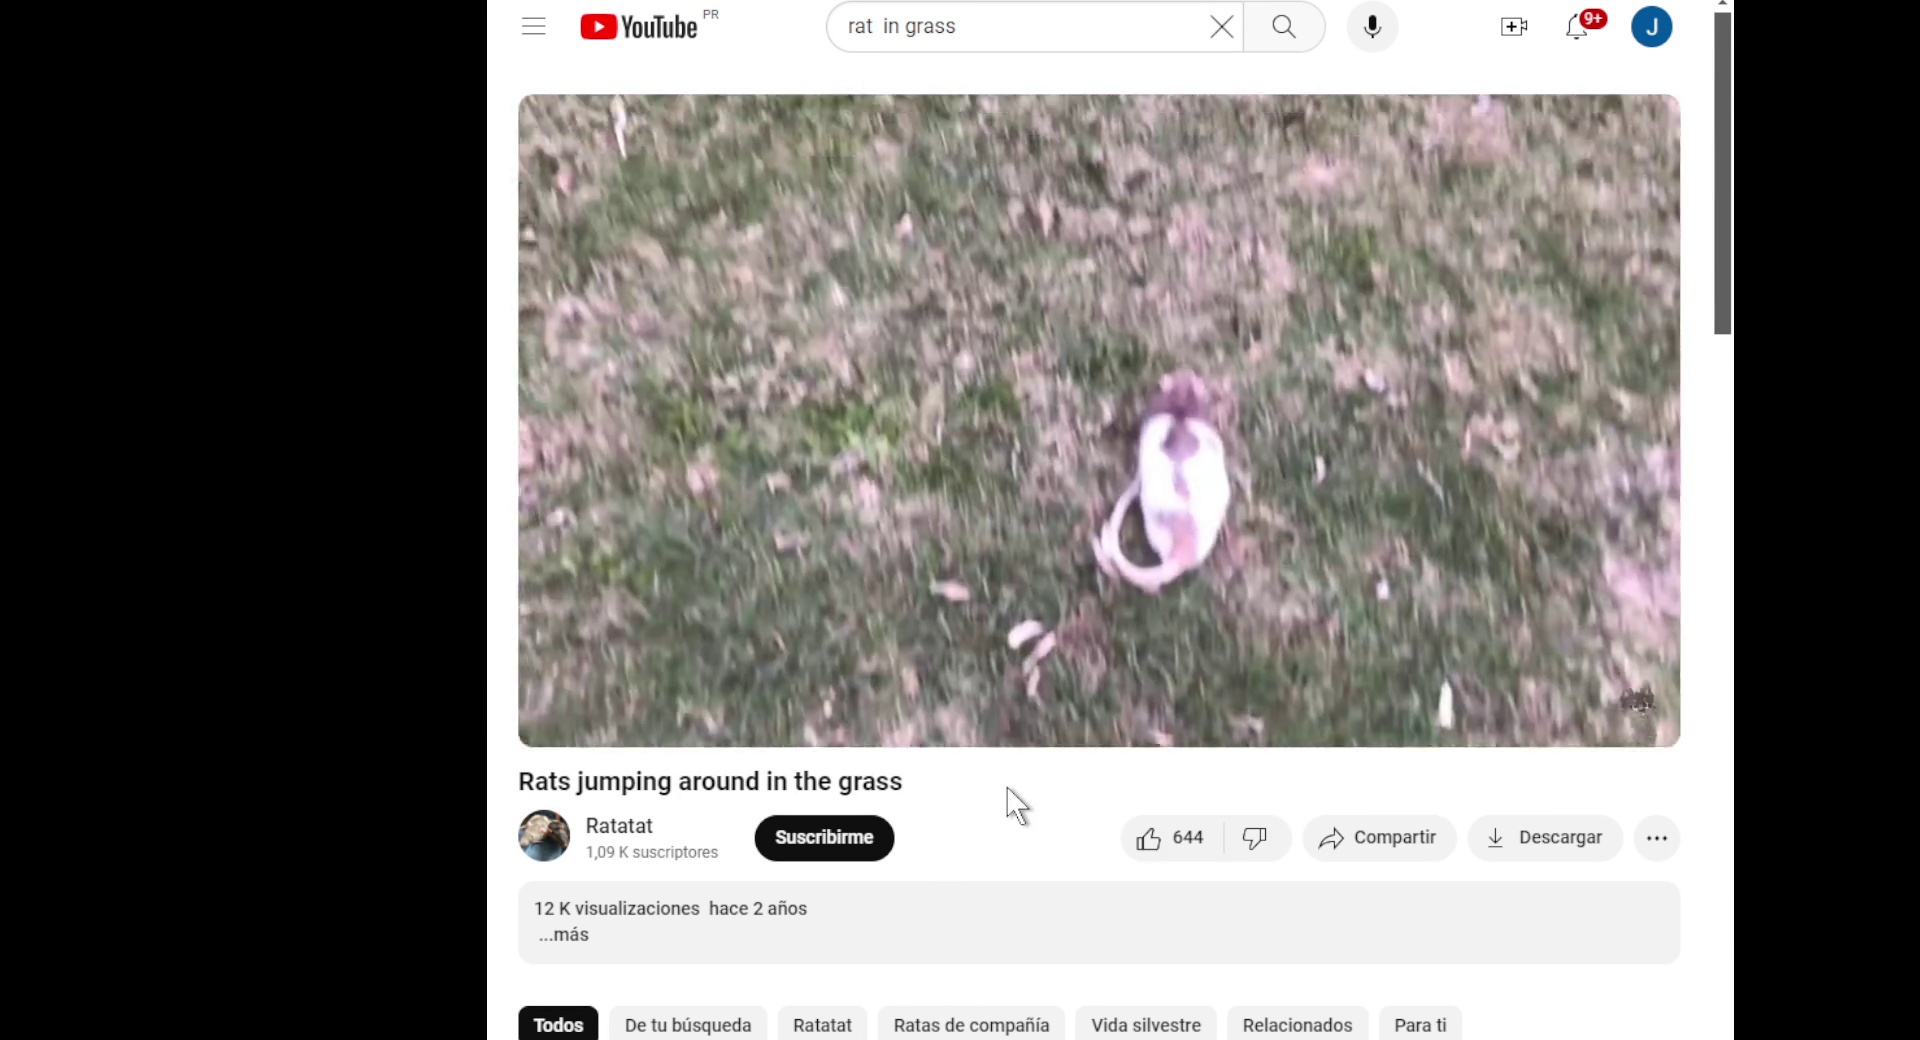 YouTube PR
rat in grass
9+
J
Rats jumping around in the grass
Ratatat
1,09 K suscriptores
Suscribirme
644
Compartir
Descargar
12 K visualizaciones hace 2 años
...más
Todos
De tu búsqueda
Ratatat
Ratas de compañía
Vida silvestre
Relacionados
Para ti